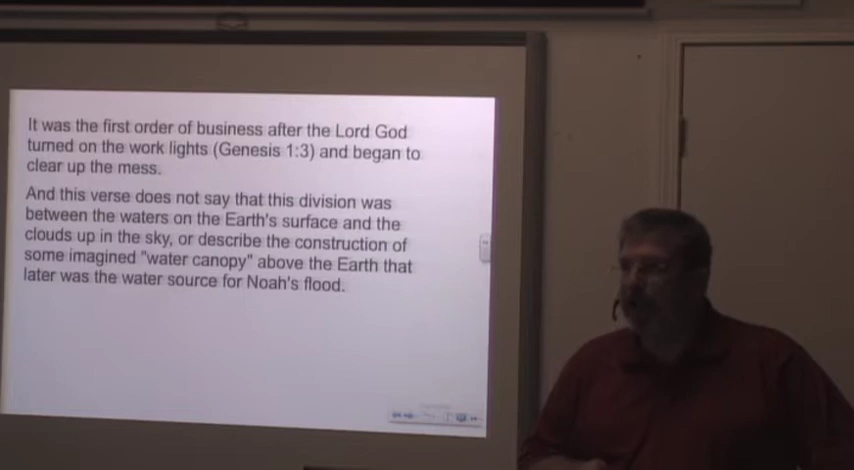 It was the first order of business after the Lord God
turned on the work lights (Genesis 1:3) and began to
clear up the mess.
And this verse does not say that this division was
between the waters on the Earth's surface and the
clouds up in the sky, or describe the construction of
some imagined "water canopy" above the Earth that
later was the water source for Noah's flood.